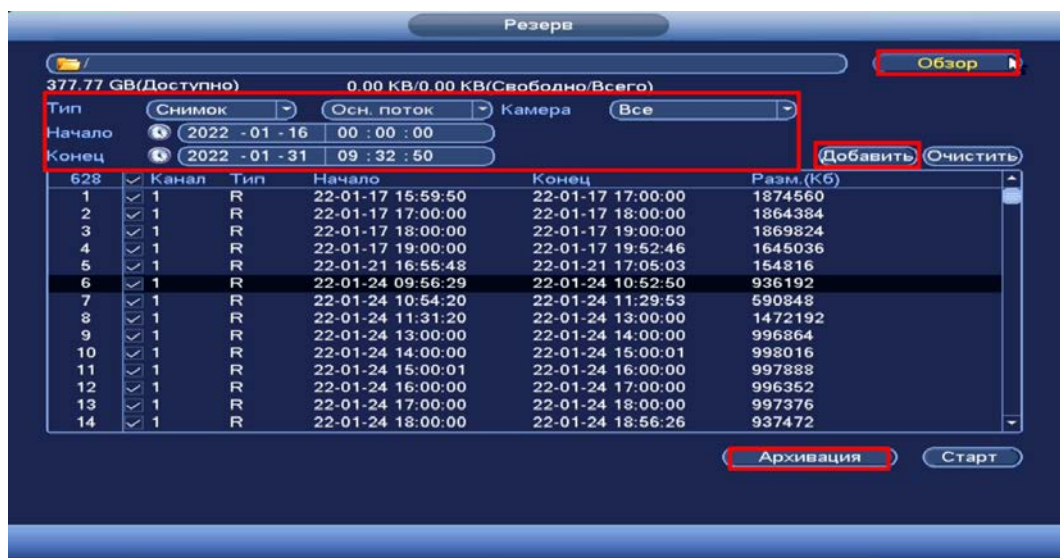 Резерв
/ Обзор
377.77 GB(Доступно) 0.00 KB/0.00 KB(Свободно/Всего)
Тип Снимок Осн. поток Камера Все
Начало 2022 -01 -16 00 :00 :00
Конец 2022 -01 -31 09 :32 :50 Добавить Очистить
628 Канал Тип Начало Конец Разм.(Кб)
1 1 R 22-01-17 15:59:50 22-01-17 17:00:00 1874560
2 1 R 22-01-17 17:00:00 22-01-17 18:00:00 1864384
3 1 R 22-01-17 18:00:00 22-01-17 19:00:00 1869824
4 1 R 22-01-17 19:00:00 22-01-17 19:52:46 1645036
5 1 R 22-01-21 16:55:48 22-01-21 17:05:03 154816
6 1 R 22-01-24 09:56:29 22-01-24 10:52:50 936192
7 1 R 22-01-24 10:54:20 22-01-24 11:29:53 590848
8 1 R 22-01-24 11:31:20 22-01-24 13:00:00 1472192
9 1 R 22-01-24 13:00:00 22-01-24 14:00:00 996864
10 1 R 22-01-24 14:00:00 22-01-24 15:00:01 998016
11 1 R 22-01-24 15:00:01 22-01-24 16:00:00 997888
12 1 R 22-01-24 16:00:00 22-01-24 17:00:00 996352
13 1 R 22-01-24 17:00:00 22-01-24 18:00:00 997376
14 1 R 22-01-24 18:00:00 22-01-24 18:56:26 937472
Архивация Старт